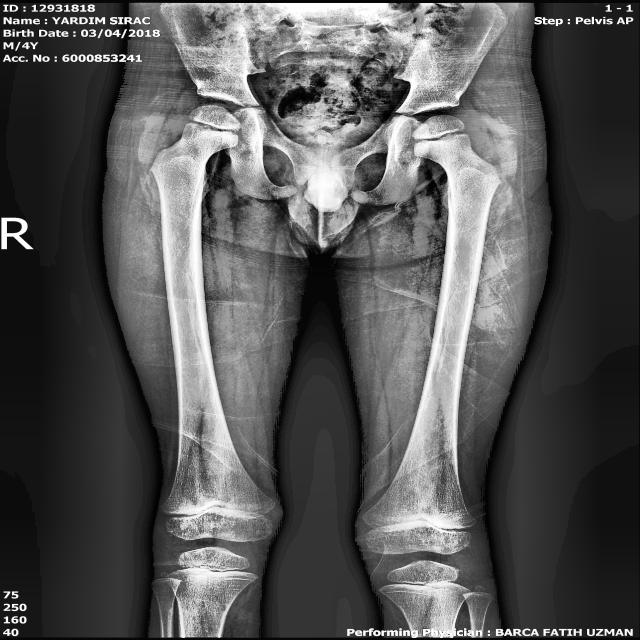 ID : 12931818
Name : YARDIM SIRAC
Birth Date : 03/04/2018
M/4Y
Acc. No : 6000853241
1 - 1
Step : Pelvis AP
R
75
250
160
40
Performing Physician : BARCA FATIH UZMAN